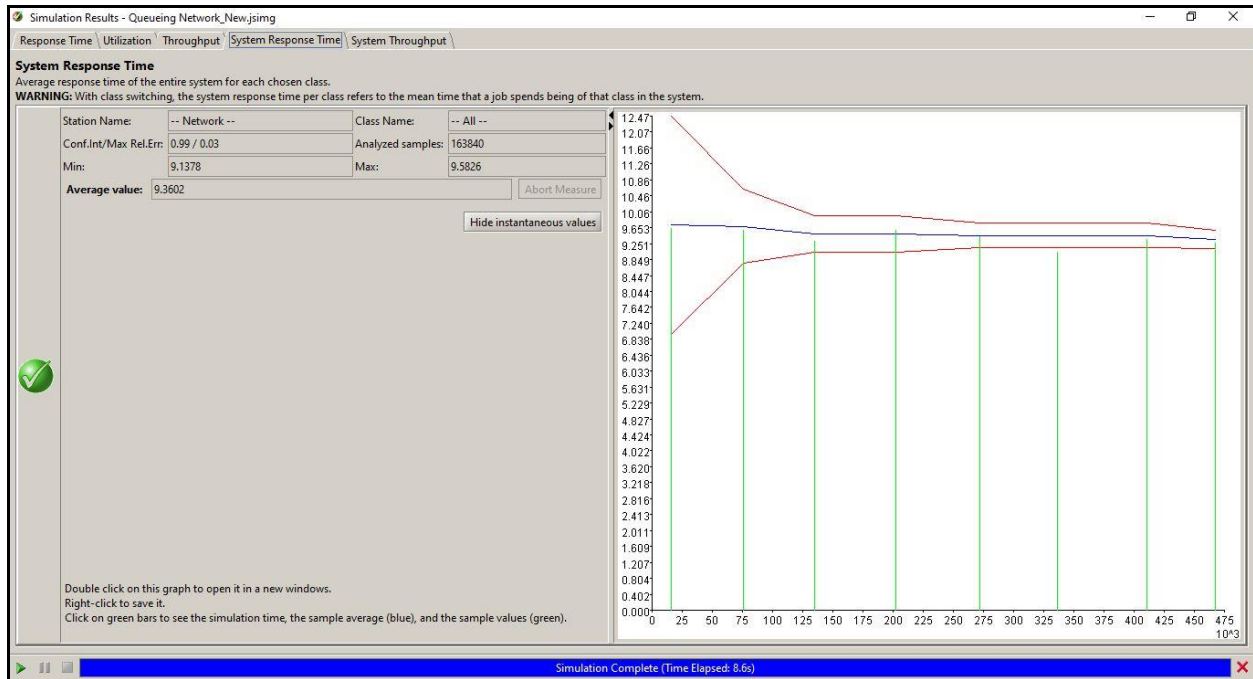 Simulation Results - Queueing Network_New.jsimg
Response Time Utilization Throughput System Response Time System Throughput
System Response Time
Average response time of the entire system for each chosen class.
WARNING: With class switching, the system response time per class refers to the mean time that a job spends being of that class in the system.
Station Name: -- Network -- Class Name: -- All --
Conf.Int/Max Rel.Err: 0.99 / 0.03 Analyzed samples: 163840
Min: 9.1378 Max: 9.5826
Average value: 9.3602 Abort Measure
Hide instantaneous values
12.47
12.07
11.66
11.26
10.86
10.46
10.06
9.653
9.251
8.849
8.447
8.044
7.642
7.240
6.838
6.436
6.033
5.631
5.229
4.827
4.424
4.022
3.620
3.218
2.816
2.413
2.011
1.609
1.207
0.804
0.402
0.000
0 25 50 75 100 125 150 175 200 225 250 275 300 325 350 375 400 425 450 475
10^3
Double click on this graph to open it in a new windows.
Right-click to save it.
Click on green bars to see the simulation time, the sample average (blue), and the sample values (green).
Simulation Complete (Time Elapsed: 8.6s)